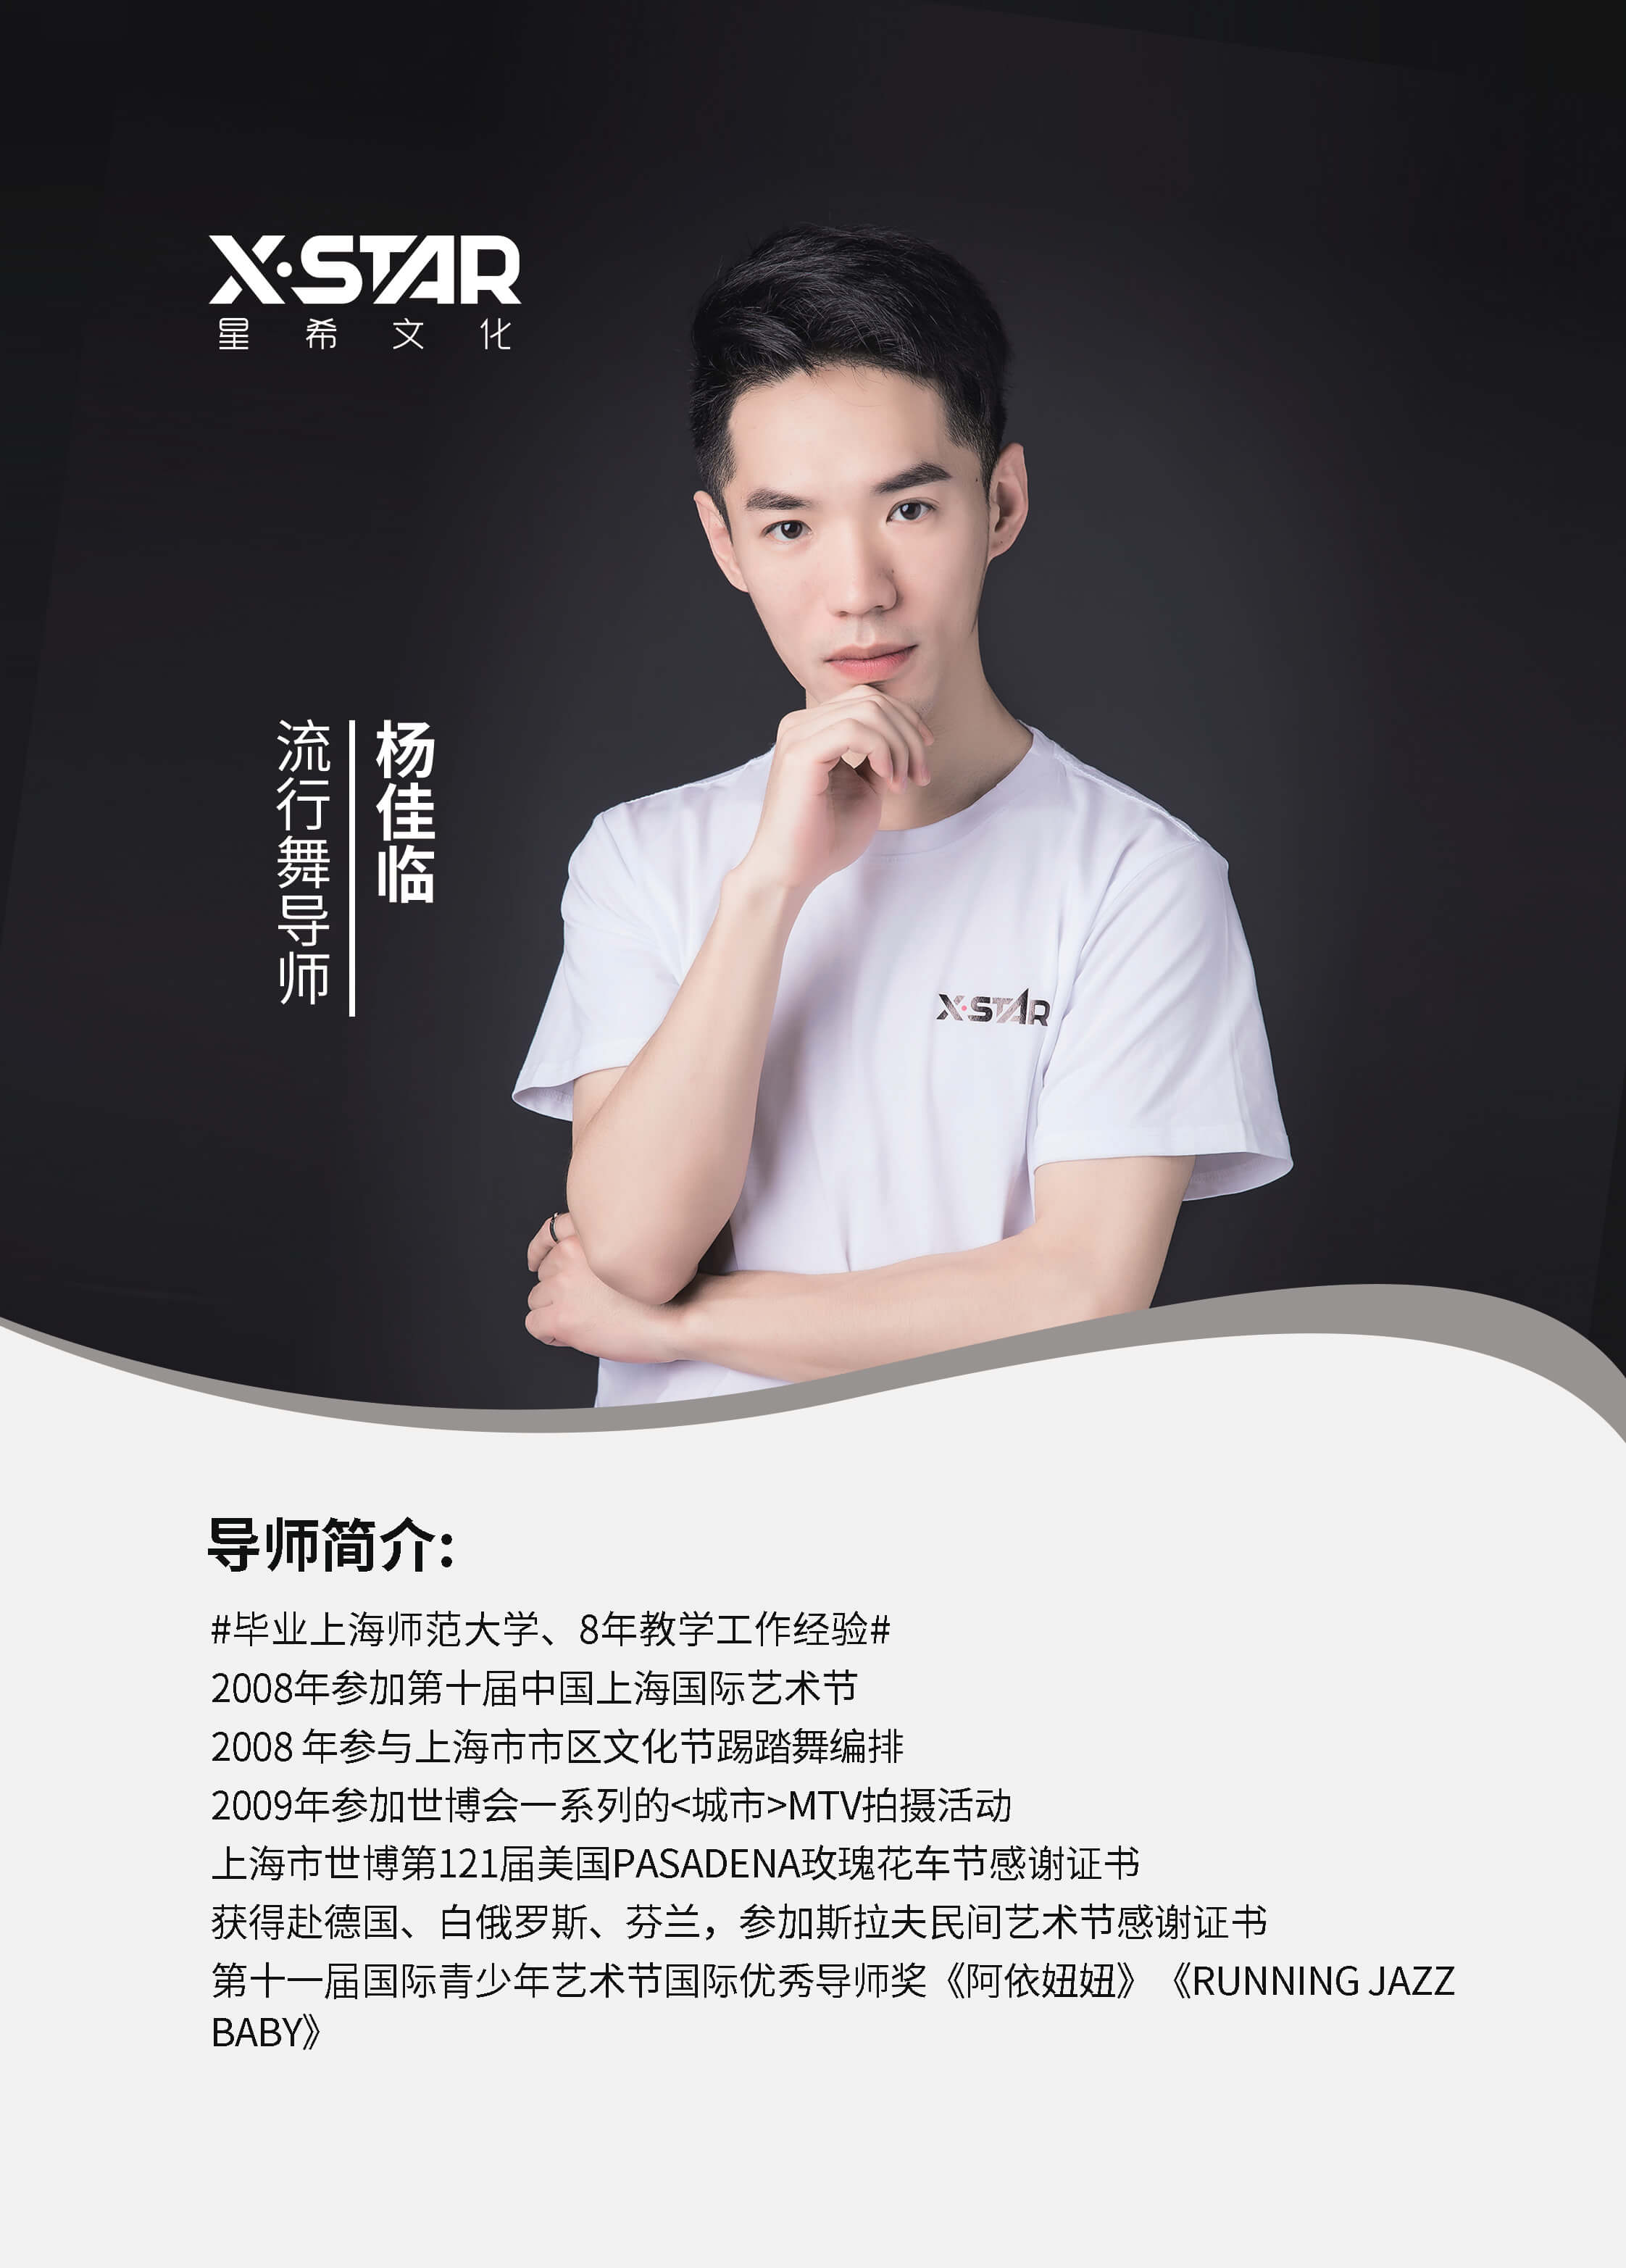 X·STAR
星希文化
杨佳临
流行舞导师
X·STAR
导师简介:
#毕业上海师范大学、8年教学工作经验#
2008年参加第十届中国上海国际艺术节
2008 年参与上海市市区文化节踢踏舞编排
2009年参加世博会一系列的<城市>MTV拍摄活动
上海市世博第121届美国PASADENA玫瑰花车节感谢证书
获得赴德国、白俄罗斯、芬兰，参加斯拉夫民间艺术节感谢证书
第十一届国际青少年艺术节国际优秀导师奖《阿依妞妞》《RUNNING JAZZ
BABY》